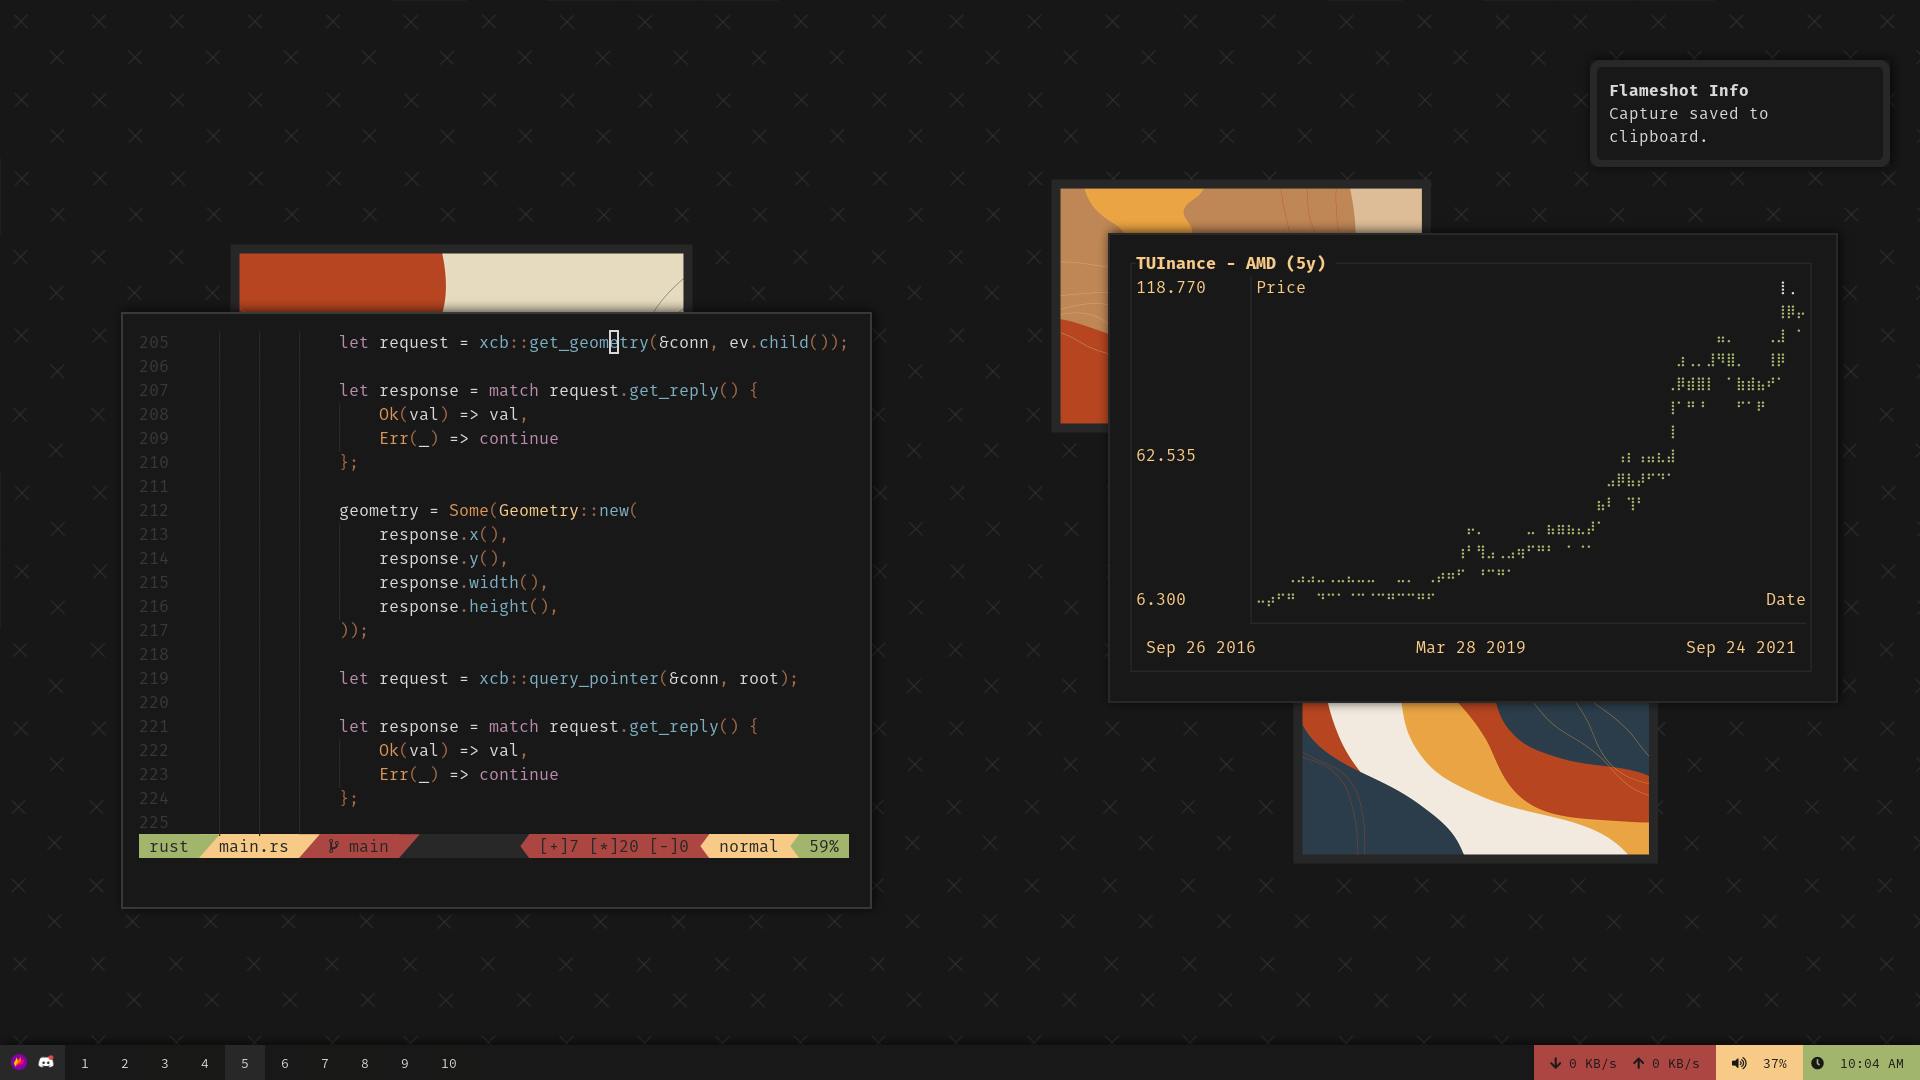 Flameshot Info
Capture saved to
clipboard.
205 let request = xcb::get_geometry(&conn, ev.child());
206
207 let response = match request.get_reply() {
208 Ok(val) => val,
209 Err(_) => continue
210 };
211
212 geometry = Some(Geometry::new(
213 response.x(),
214 response.y(),
215 response.width(),
216 response.height(),
217 ));
218
219 let request = xcb::query_pointer(&conn, root);
220
221 let response = match request.get_reply() {
222 Ok(val) => val,
223 Err(_) => continue
224 };
225
rust main.rs main [+]7 [*]20 [-]0 normal 59%
TUInance - AMD (5y)
118.770 Price
62.535
6.300 Date
Sep 26 2016 Mar 28 2019 Sep 24 2021
1 2 3 4 5 6 7 8 9 10 0 KB/s 0 KB/s 37% 10:04 AM